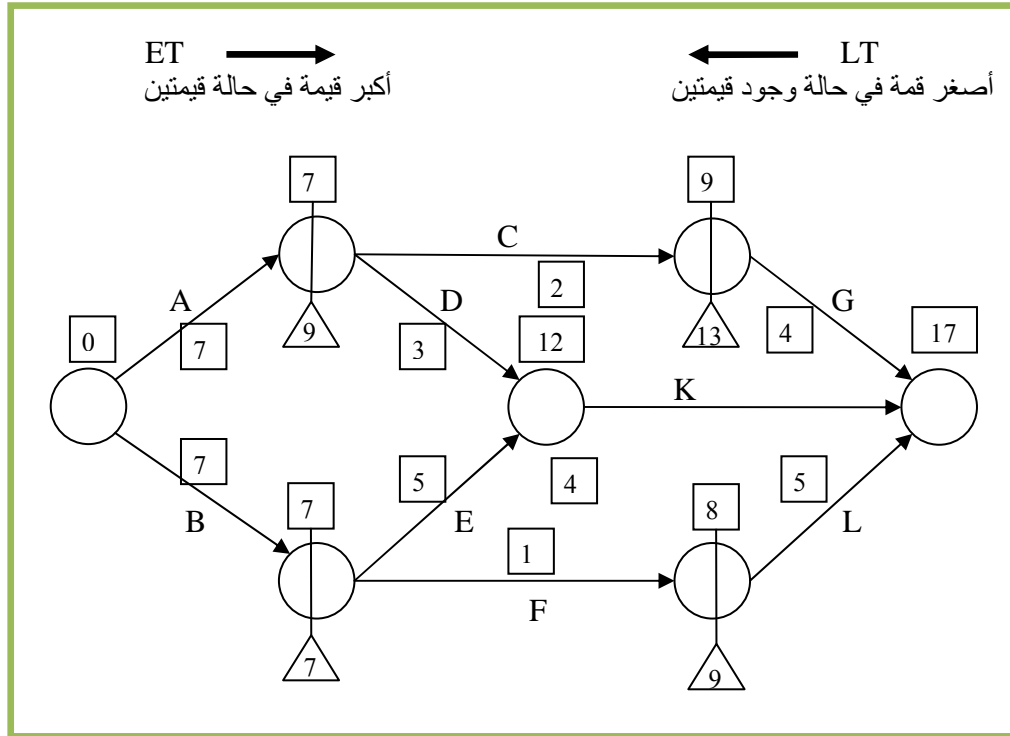 ET LT
أكبر قيمة في حالة قيمتين أصغر قمة في حالة وجود قيمتين
7 9
C
A D 2 G
0 7 9 3 12 13 4 17
K
7 7 5 4 8 5
B E 1 L
F
7 9